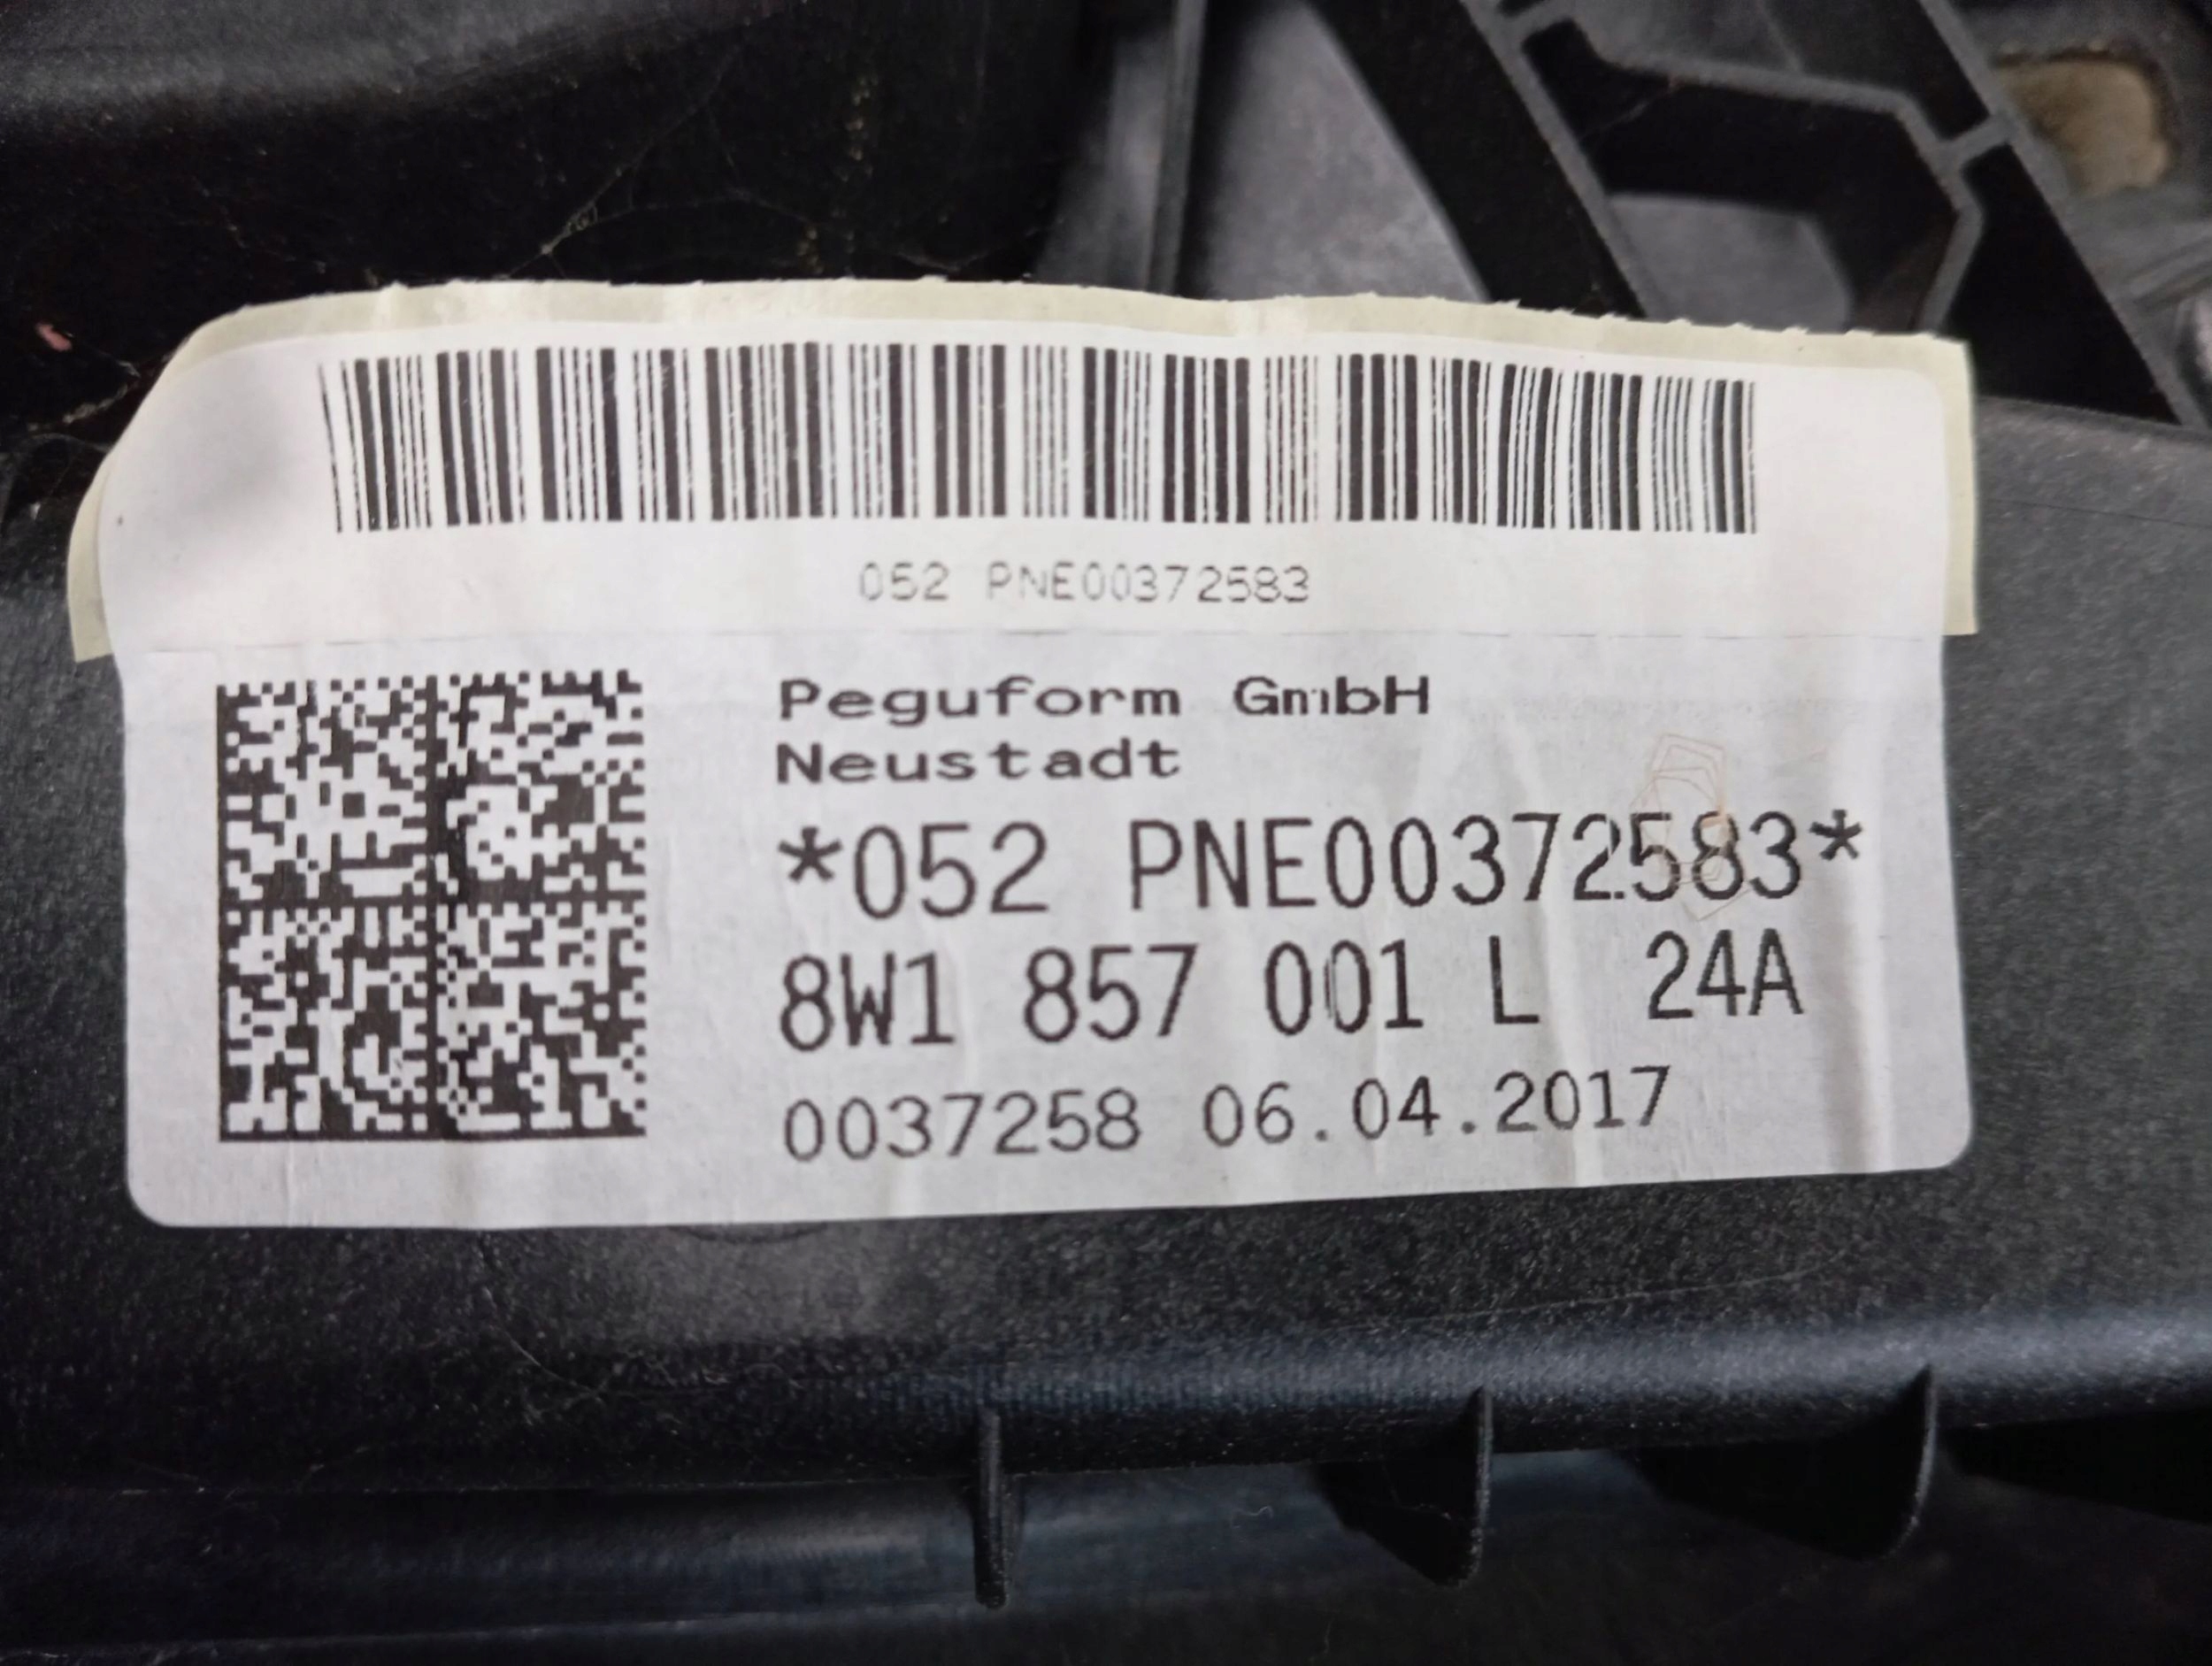 052 PNE00372583
Peguform GmbH
Neustadt
*052 PNE00372583*
8W1 857 001 L 24A
0037258 06.04.2017